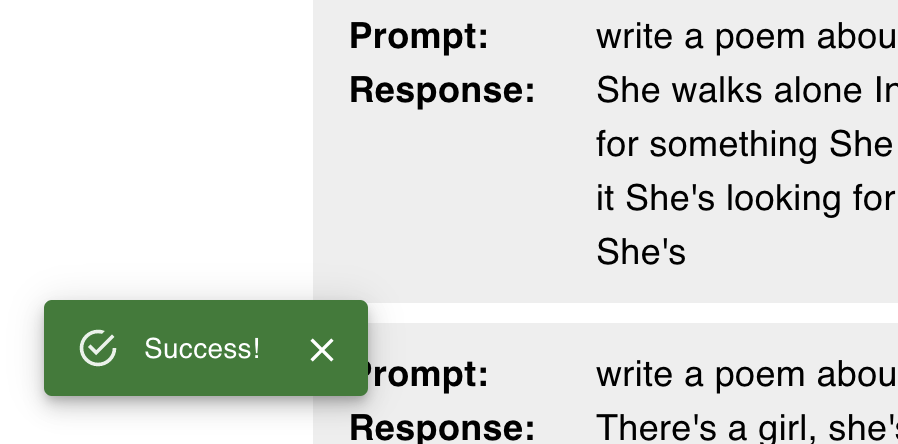 Prompt: write a poem abou
Response: She walks alone In
for something She
it She's looking for
She's
Success!
Prompt: write a poem abou
Response: There's a girl, she's